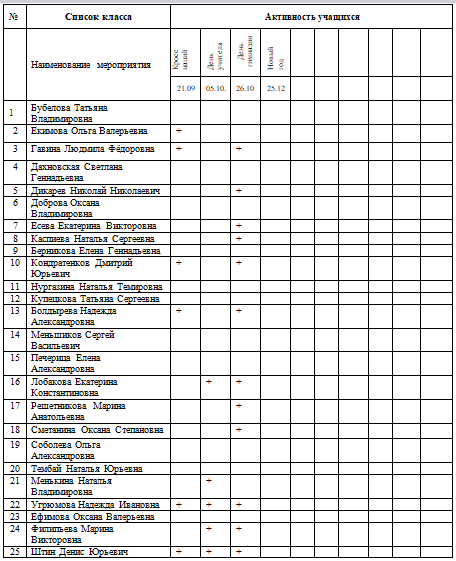 № Список класса Активность учащихся
Наименование мероприятия Кросс наций День учителя День гимназии Новый год
21.09 05.10. 26.10 25.12
1 Бубелова Татьяна
Владимировна
2 Екимова Ольга Валерьевна +
3 Гавина Людмила Фёдоровна + +
4 Дахновская Светлана
Геннадьевна
5 Дикарев Николай Николаевич +
6 Доброва Оксана
Владимировна
7 Есева Екатерина Викторовна +
8 Каспиева Наталья Сергеевна +
9 Верникова Елена Геннадьевна
10 Кондратенков Дмитрий
Юрьевич + +
11 Нургазина Наталья Темировна
12 Купецкова Татьяна Сергеевна
13 Болдырева Надежда
Александровна + +
14 Меньшиков Сергей
Васильевич
15 Печерица Елена
Александровна
16 Лобакова Екатерина
Константиновна + +
17 Решетникова Марина
Анатольевна +
18 Сметанина Оксана Степановна +
19 Соболева Ольга
Александровна
20 Тембай Наталья Юрьевна
21 Менькина Наталья
Владимировна +
22 Угрюмова Надежда Ивановна + + +
23 Ефимова Оксана Валерьевна
24 Филипьева Марина
Викторовна + +
25 Штин Денис Юрьевич + + +